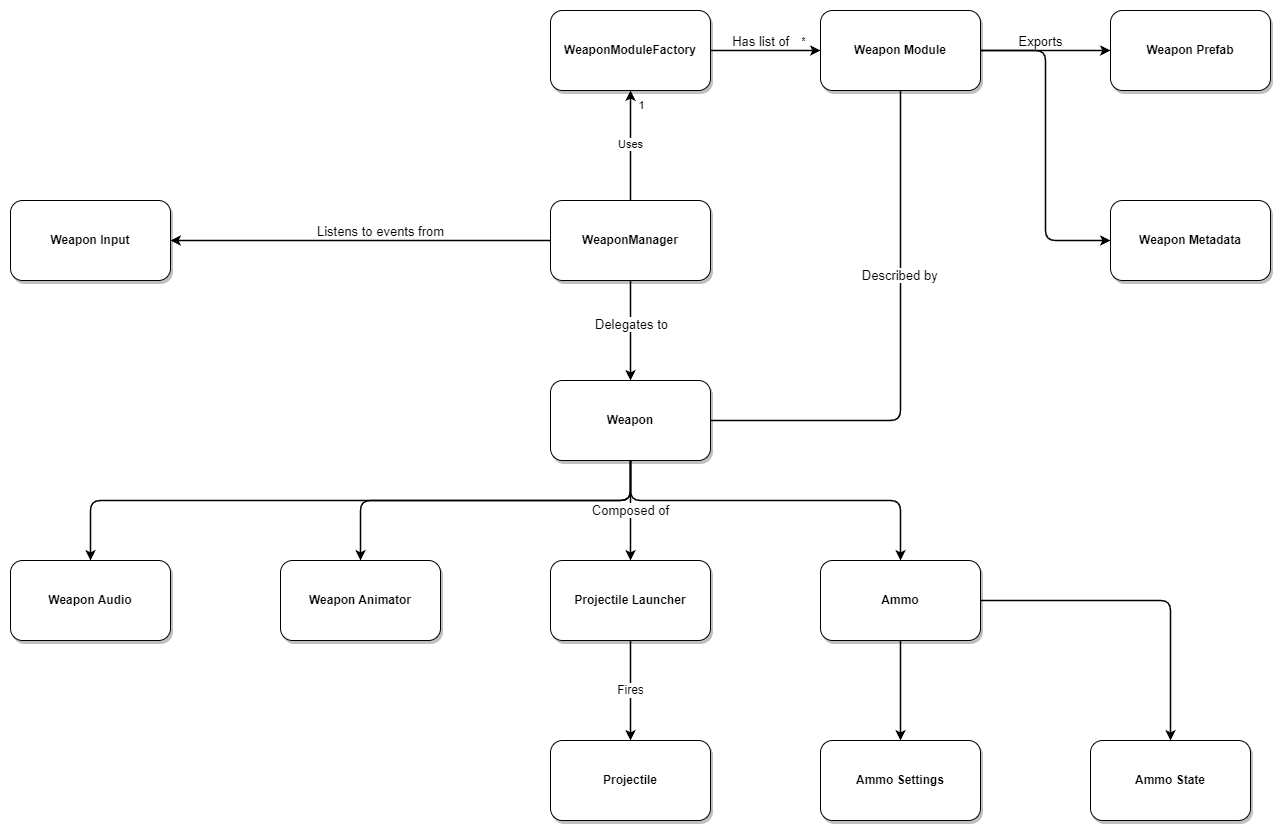 WeaponModuleFactory
Has list of
*
Weapon Module
Exports
Weapon Prefab
1
Uses
Weapon Input
Listens to events from
WeaponManager
Weapon Metadata
Described by
Delegates to
Weapon
Composed of
Weapon Audio
Weapon Animator
Projectile Launcher
Ammo
Fires
Projectile
Ammo Settings
Ammo State